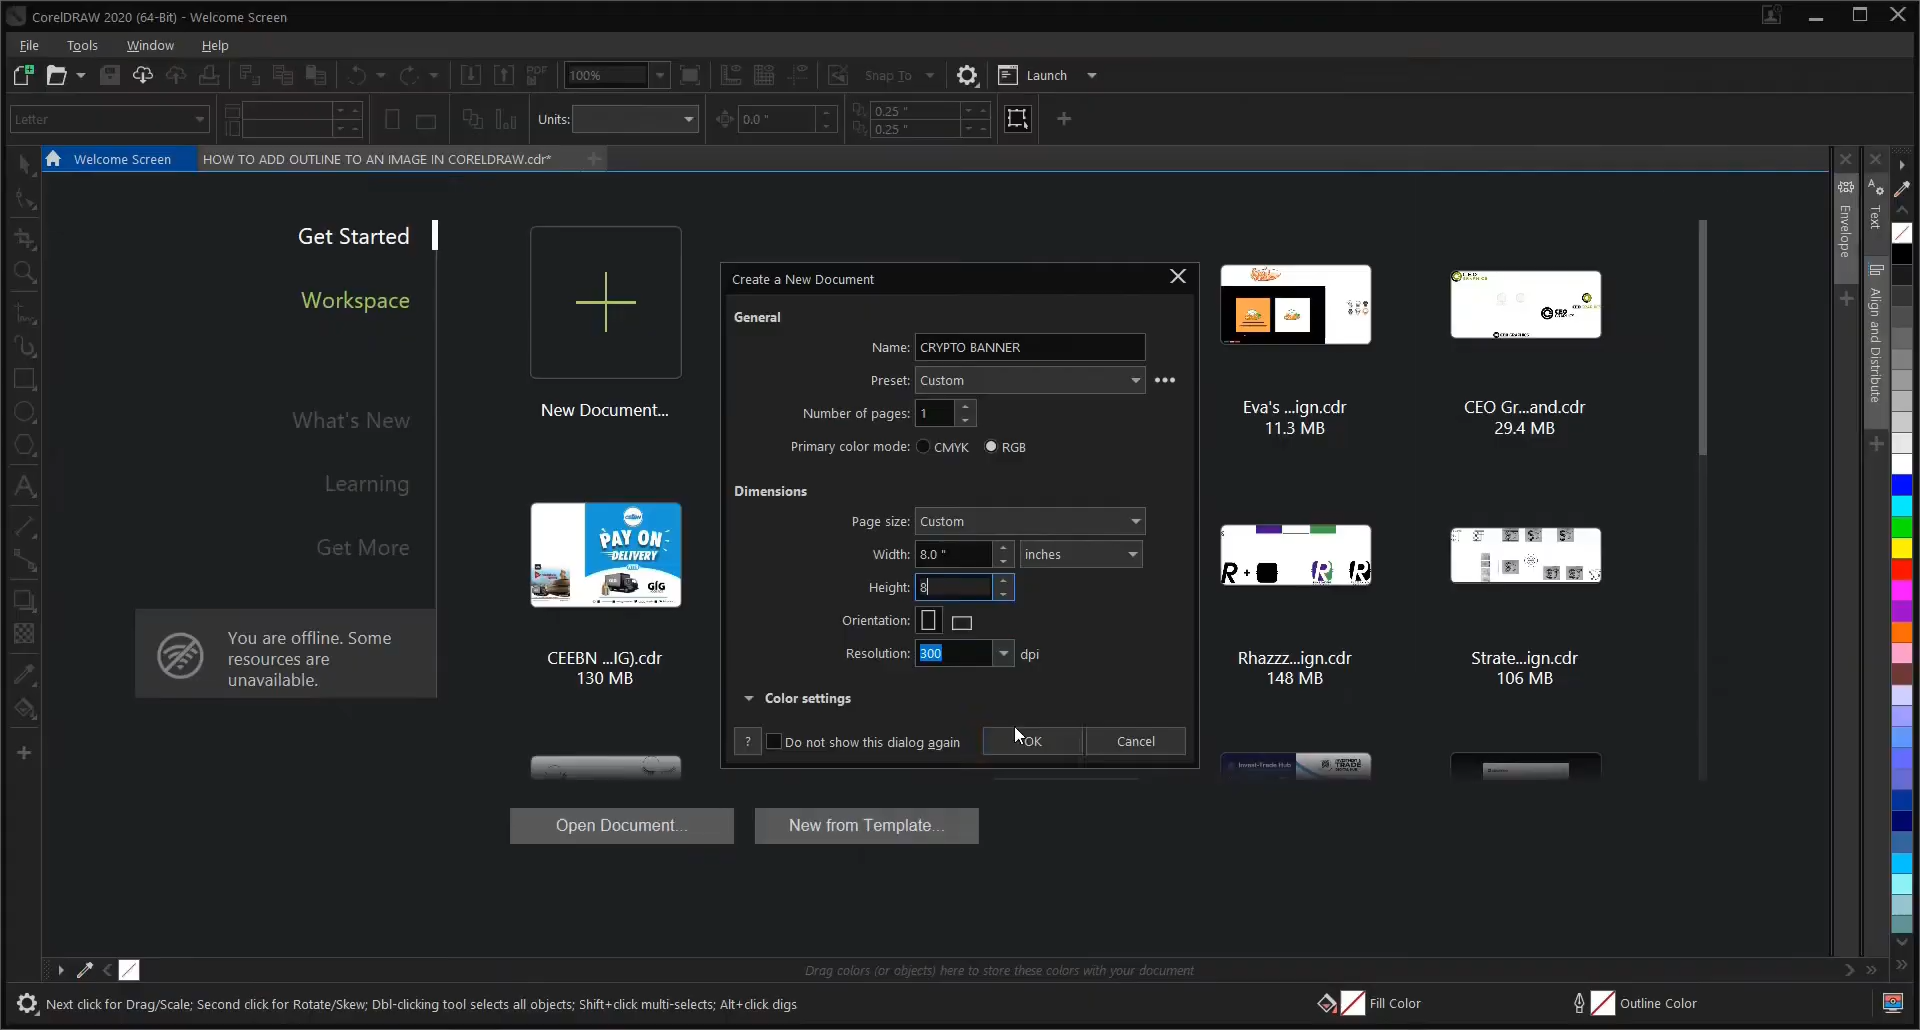 CorelDRAW 2020 (64-Bit) - Welcome Screen
File Tools Window Help
PDF 100% Snap To Launch
Letter Units: 0.0 " 0.25 "
0.25 "
Welcome Screen HOW TO ADD OUTLINE TO AN IMAGE IN CORELDRAW.cdr*
Get Started
Workspace
What's New
Learning
Get More
You are offline. Some
resources are
unavailable.
New Document...
PAY ON
DELIVERY
GIG
CEEBN ...IG).cdr
130 MB
Create a New Document
General
Name: CRYPTO BANNER
Preset: Custom
Number of pages: 1
Primary color mode: CMYK RGB
Dimensions
Page size: Custom
Width: 8.0 " inches
Height: 8
Orientation:
Resolution: 300 dpi
Color settings
? Do not show this dialog again OK Cancel
Eva's ...ign.cdr
11.3 MB
CEO Gr...and.cdr
29.4 MB
Rhazzz...ign.cdr
148 MB
Strate...ign.cdr
106 MB
Invest-Trade Hub
Open Document... New from Template...
Envelope
Text
Align and Distribute
Drag colors (or objects) here to store these colors with your document
Next click for Drag/Scale; Second click for Rotate/Skew; Dbl-clicking tool selects all objects; Shift+click multi-selects; Alt+click digs
Fill Color Outline Color